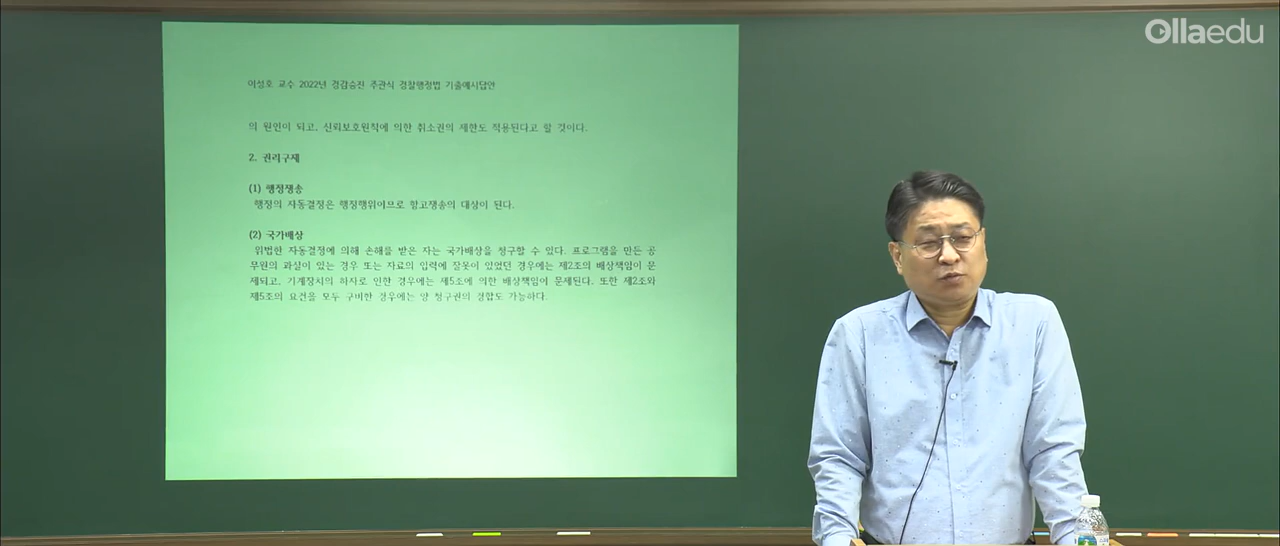 Ollaedu
이성호 교수 2022년 경감승진 주관식 경찰행정법 기출예시답안
의 원인이 되고, 신뢰보호원칙에 의한 취소권의 제한도 적용된다고 할 것이다.
2. 권리구제
(1) 행정쟁송
행정의 자동결정은 행정행위이므로 항고쟁송의 대상이 된다.
(2) 국가배상
위법한 자동결정에 의해 손해를 받은 자는 국가배상을 청구할 수 있다. 프로그램을 만든 공
무원의 과실이 있는 경우 또는 자료의 입력에 잘못이 있었던 경우에는 제2조의 배상책임이 문
제되고, 기계장치의 하자로 인한 경우에는 제5조에 의한 배상책임이 문제된다. 또한 제2조와
제5조의 요건을 모두 구비한 경우에는 양 청구권의 경합도 가능하다.